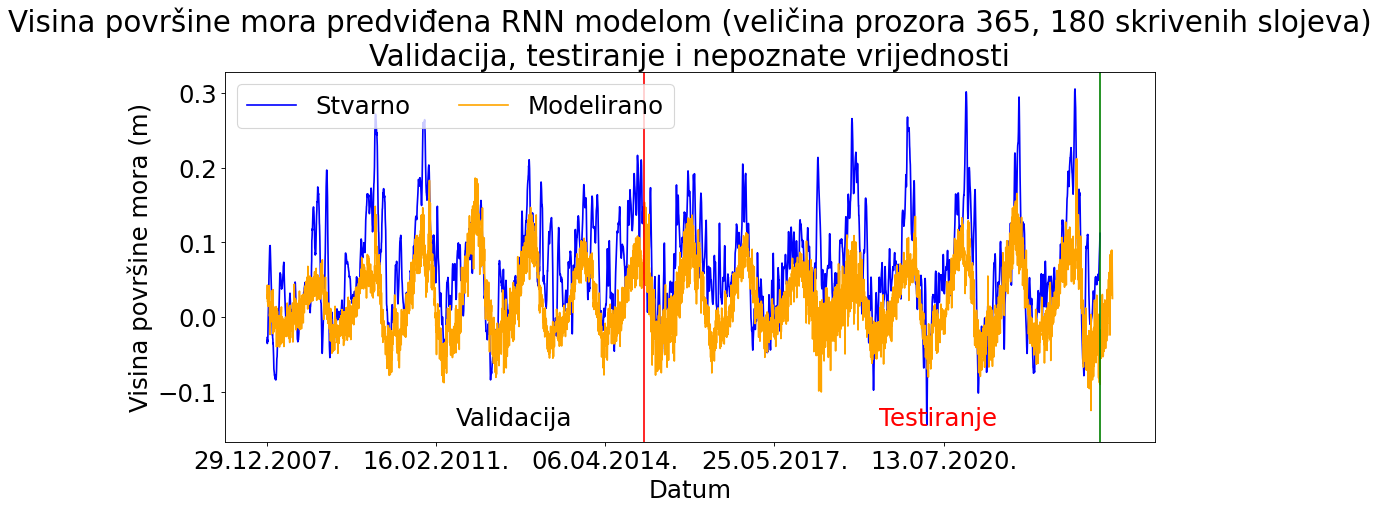 Visina površine mora predviđena RNN modelom (veličina prozora 365, 180 skrivenih slojeva)
Validacija, testiranje i nepoznate vrijednosti
Stvarno
Modelirano
Visina površine mora (m)
0.3
0.2
0.1
0.0
−0.1
Validacija
Testiranje
29.12.2007.
16.02.2011.
06.04.2014.
25.05.2017.
13.07.2020.
Datum